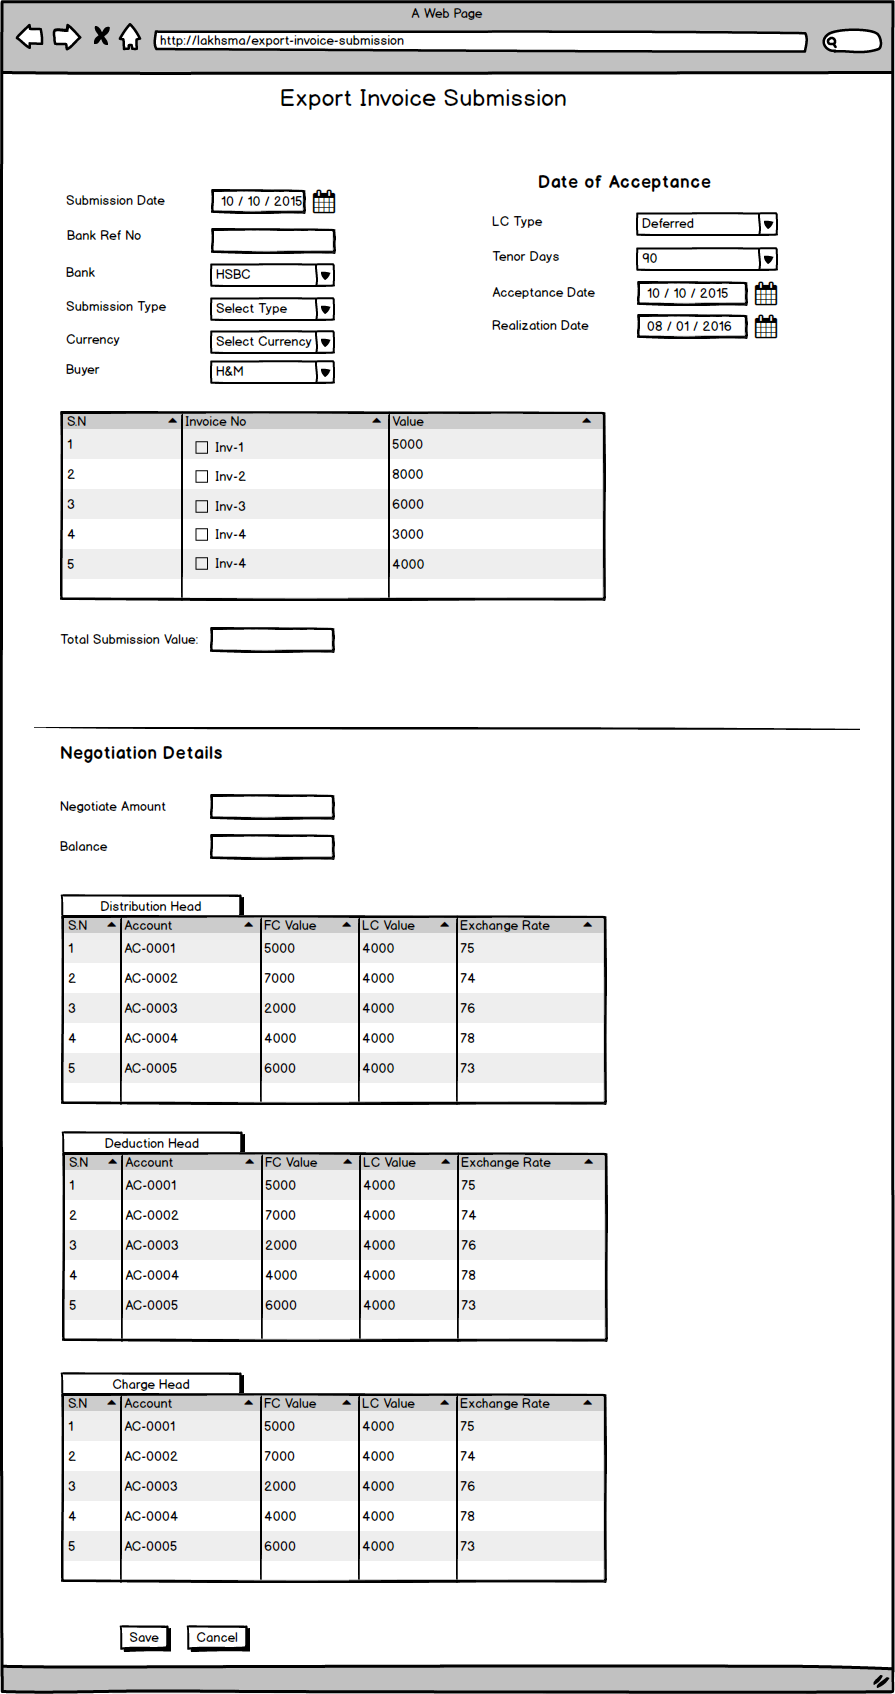 A Web Page
http://lakhsma/export-invoice-submission
Export Invoice Submission
Submission Date 10 / 10 / 2015
Bank Ref No
Bank HSBC
Submission Type Select Type
Currency Select Currency
Buyer H&M
Date of Acceptance
LC Type Deferred
Tenor Days 90
Acceptance Date 10 / 10 / 2015
Realization Date 08 / 01 / 2016
S.N Invoice No Value
1 Inv-1 5000
2 Inv-2 8000
3 Inv-3 6000
4 Inv-4 3000
5 Inv-4 4000
Total Submission Value:
Negotiation Details
Negotiate Amount
Balance
Distribution Head
S.N Account FC Value LC Value Exchange Rate
1 AC-0001 5000 4000 75
2 AC-0002 7000 4000 74
3 AC-0003 2000 4000 76
4 AC-0004 4000 4000 78
5 AC-0005 6000 4000 73
Deduction Head
S.N Account FC Value LC Value Exchange Rate
1 AC-0001 5000 4000 75
2 AC-0002 7000 4000 74
3 AC-0003 2000 4000 76
4 AC-0004 4000 4000 78
5 AC-0005 6000 4000 73
Charge Head
S.N Account FC Value LC Value Exchange Rate
1 AC-0001 5000 4000 75
2 AC-0002 7000 4000 74
3 AC-0003 2000 4000 76
4 AC-0004 4000 4000 78
5 AC-0005 6000 4000 73
Save Cancel